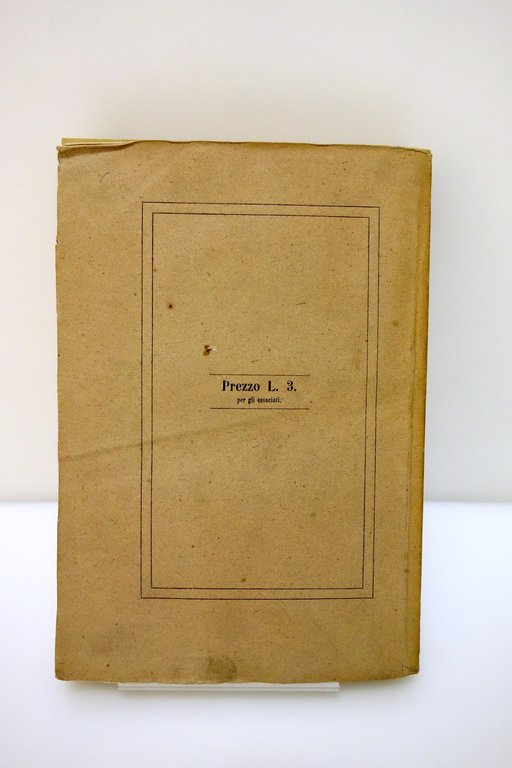 Prezzo L. 3.
per gli associati.